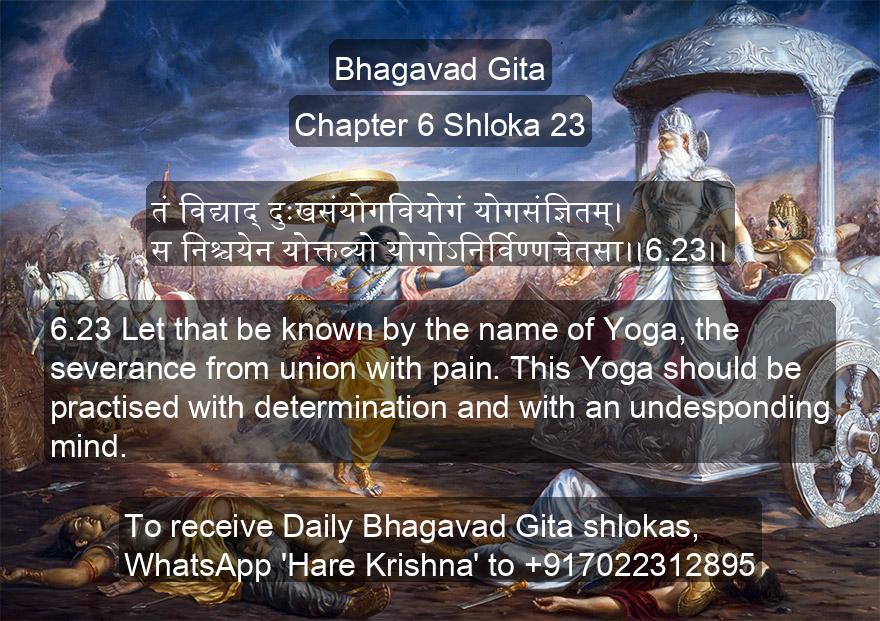 Bhagavad Gita
Chapter 6 Shloka 23
तं विद्याद् दुःखसंयोगवियोगं योगसंज्ञितम्।
स निश्चयेन योक्तव्यो योगोऽनिर्विण्णचेतसा।।6.23।।
6.23 Let that be known by the name of Yoga, the
severance from union with pain. This Yoga should be
practised with determination and with an undesponding
mind.
To receive Daily Bhagavad Gita shlokas,
WhatsApp 'Hare Krishna' to +917022312895